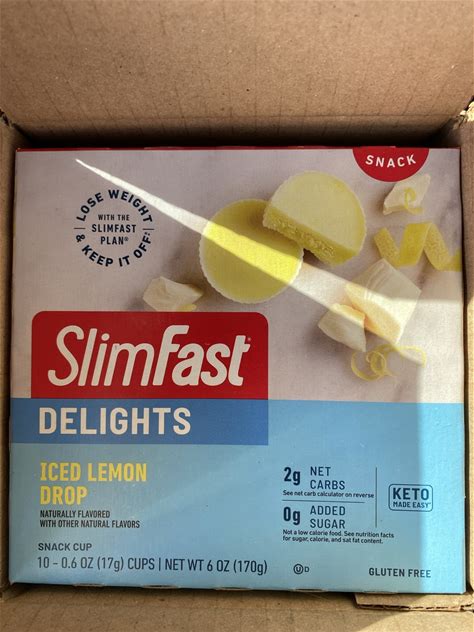 SNACK
LOSE WEIGHT
WITH THE
SLIMFAST
PLAN®
& KEEP IT OFF!
SlimFast®
DELIGHTS
ICED LEMON
DROP
NATURALLY FLAVORED
WITH OTHER NATURAL FLAVORS
SNACK CUP
10 – 0.6 OZ (17g) CUPS | NET WT 6 OZ (170g)
2g NET
CARBS
See net carb calculator on reverse
0g ADDED
SUGAR
Not a low calorie food. See nutrition facts
for sugar, calorie, and sat fat content.
KETO
MADE EASY
U D
GLUTEN FREE